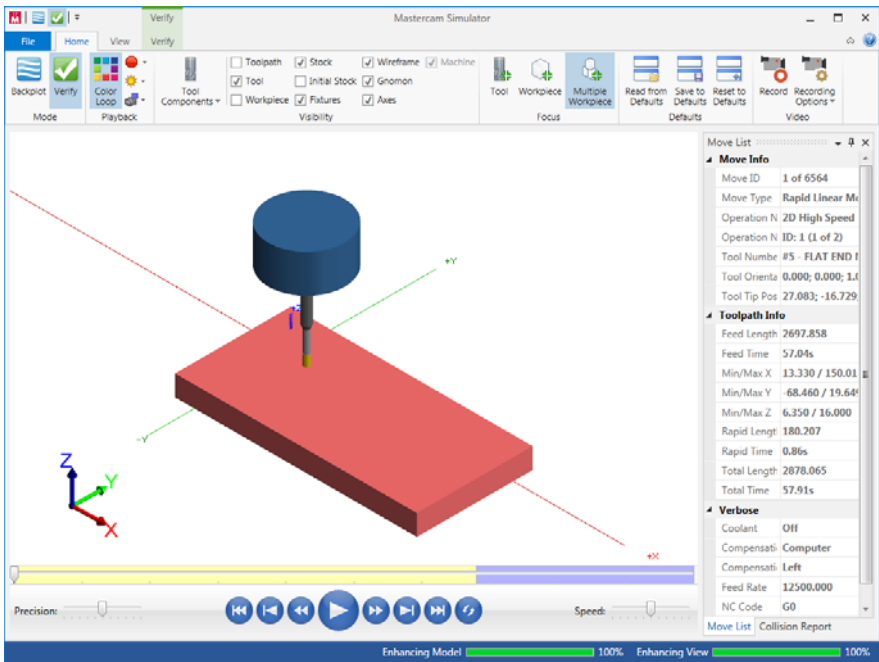 Verify
Mastercam Simulator
File Home View Verify
Backplot Verify
Mode
Color Loop
Playback
Tool Components
Toolpath Stock Wireframe Machine
Tool Initial Stock Gnomon
Workpiece Fixtures Axes
Visibility
Tool Workpiece Multiple Workpiece
Focus
Read from Defaults Save to Defaults Reset to Defaults
Defaults
Record Recording Options
Video
Move List
Move Info
Move ID 1 of 6564
Move Type Rapid Linear Mo
Operation N 2D High Speed
Operation N ID: 1 (1 of 2)
Tool Numbe #5 - FLAT END
Tool Orienta 0.000; 0.000; 1.0
Tool Tip Pos 27.083; -16.729;
Toolpath Info
Feed Length 2697.858
Feed Time 57.04s
Min/Max X 13.330 / 150.01
Min/Max Y -68.460 / 19.649
Min/Max Z 6.350 / 16.000
Rapid Lengt 180.207
Rapid Time 0.86s
Total Length 2878.065
Total Time 57.91s
Verbose
Coolant Off
Compensati Computer
Compensati Left
Feed Rate 12500.000
NC Code G0
Move List Collision Report
+Y
+Z
-Y
+X
Z
Y
X
Precision: Speed:
Enhancing Model 100% Enhancing View 100%